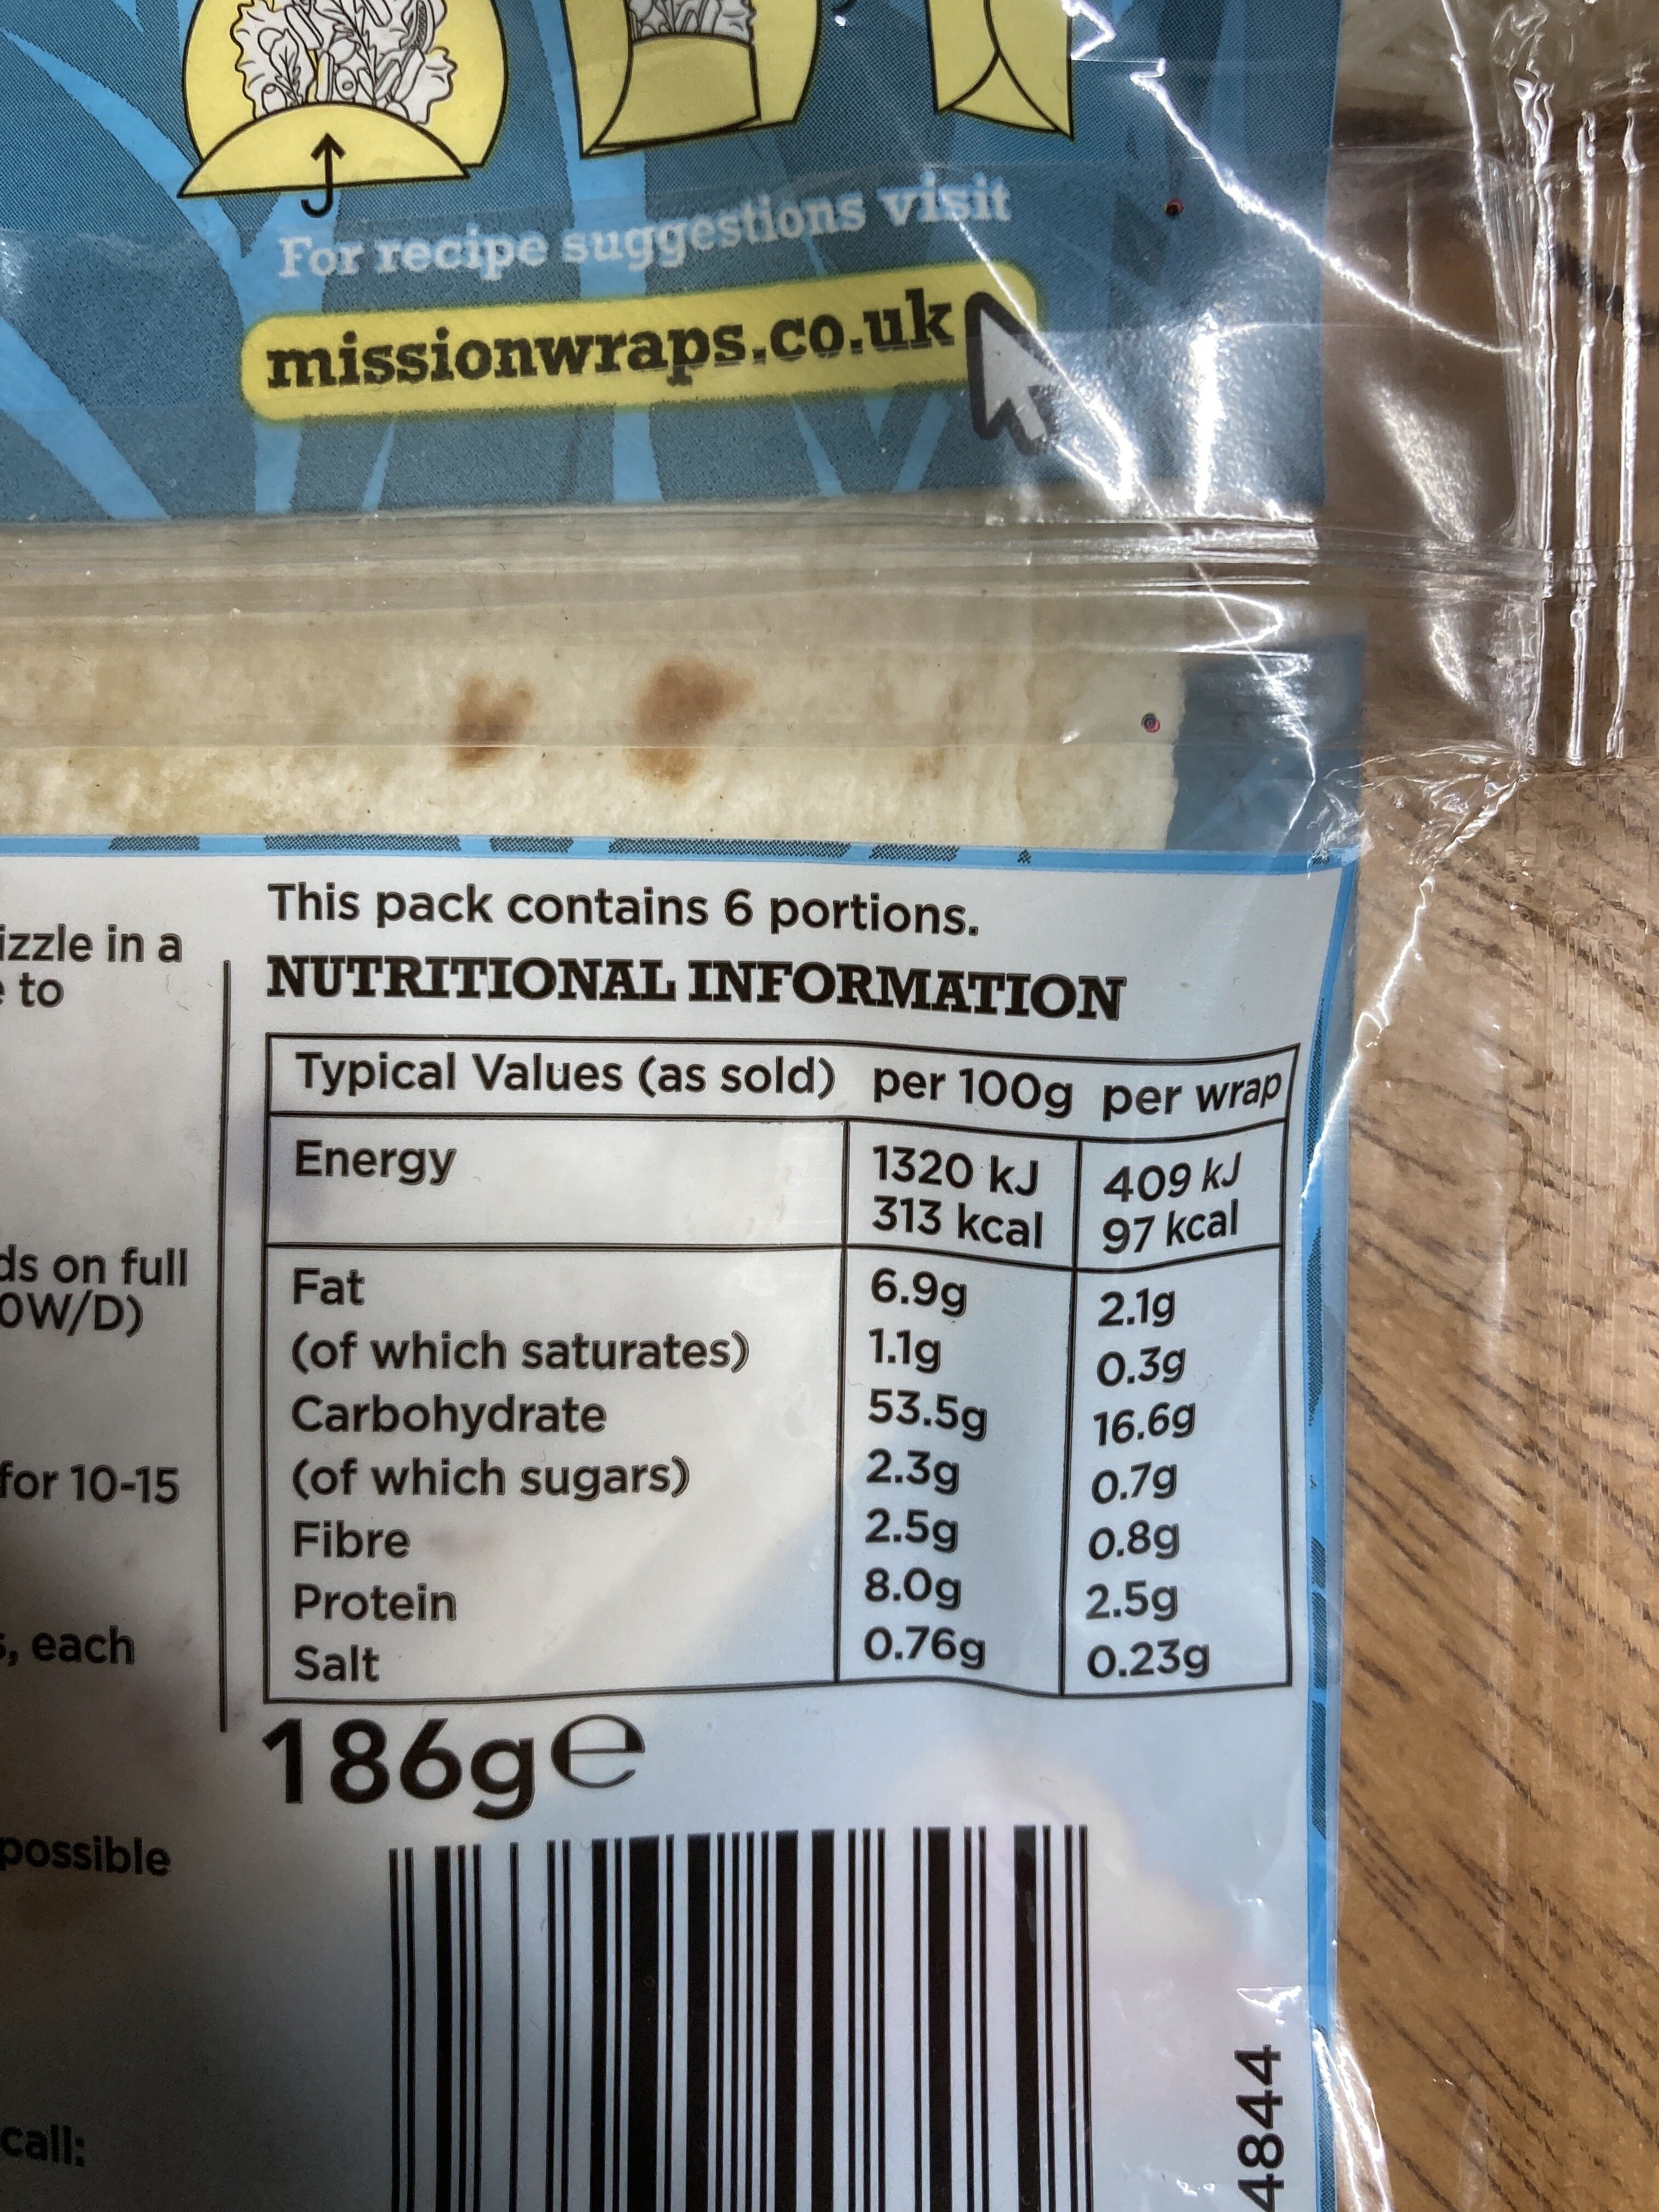 For recipe suggestions visit
missionwraps.co.uk
izzle in a
to
ds on full
0W/D)
for 10-15
, each
possible
call:
This pack contains 6 portions.
NUTRITIONAL INFORMATION
Typical Values (as sold) per 100g per wrap
Energy 1320 kJ 409 kJ
313 kcal 97 kcal
Fat 6.9g 2.1g
(of which saturates) 1.1g 0.3g
Carbohydrate 53.5g 16.6g
(of which sugars) 2.3g 0.7g
Fibre 2.5g 0.8g
Protein 8.0g 2.5g
Salt 0.76g 0.23g
186g℮
4844